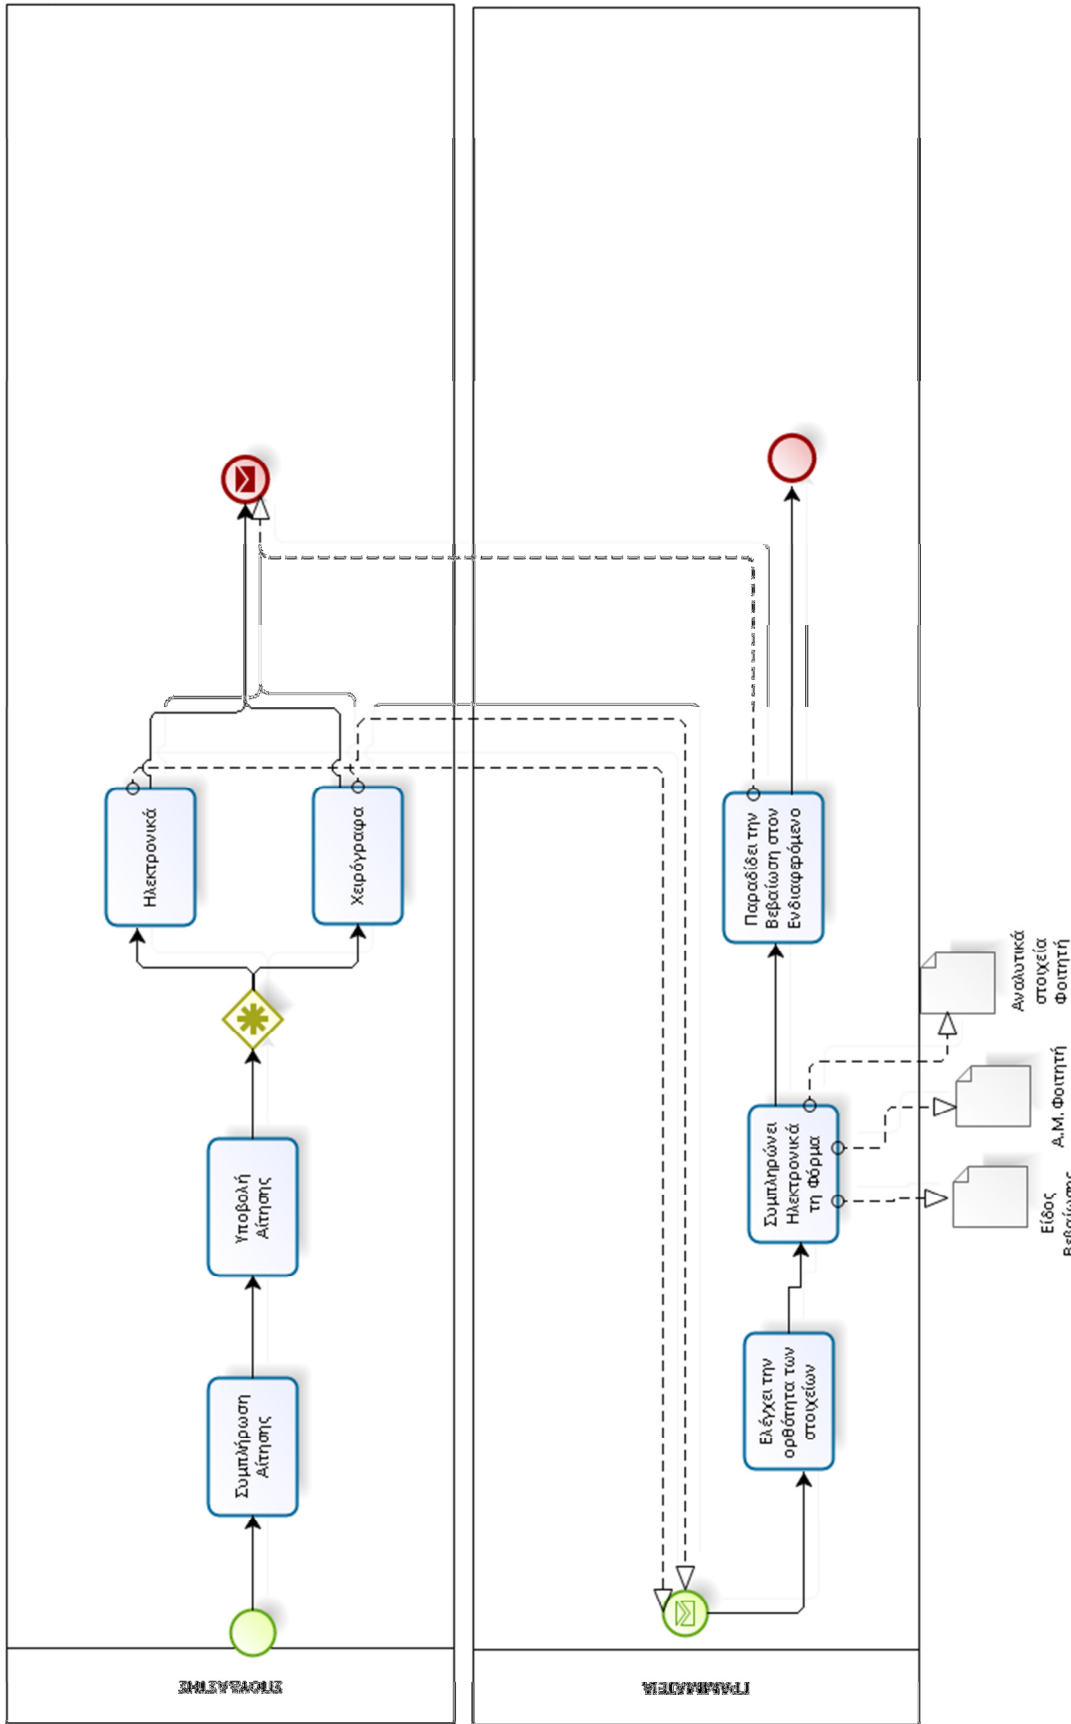 ΣΠΟΥΔΑΣΤΗΣ
Συμπλήρωση
Αίτησης
Υποβολή
Αίτησης
Ηλεκτρονικά
Χειρόγραφα
ΓΡΑΜΜΑΤΕΙΑ
Ελέγχει την
ορθότητα των
στοιχείων
Συμπληρώνει
Ηλεκτρονικά
τη Φόρμα
Παραδίδει την
Βεβαίωση στον
Ενδιαφερόμενο
Είδος
Βεβαίωσης
Α.Μ. Φοιτητή
Αναλυτικά
στοιχεία
Φοιτητή